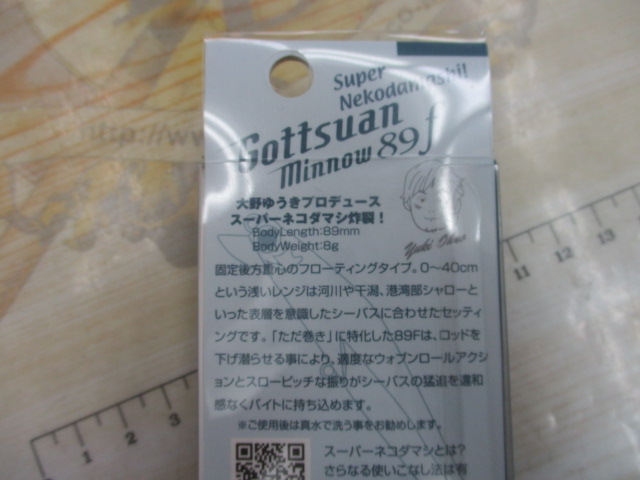 Super
Nekodamashi!
Gottsuan
Minnow 89f
大野ゆうきプロデュース
スーパーネコダマシ炸裂！
BodyLength:89mm
BodyWeight:8g
Yuki Ohno
固定後方重心のフローティングタイプ。0〜40cm
という浅いレンジは河川や干潟、港湾部シャローと
いった表層を意識したシーバスに合わせたセッティ
ングです。「ただ巻き」に特化した89Fは、ロッドを
下げ潜らせる事により、適度なウォブンロールアクシ
ョンとスローピッチな振りがシーバスの猛追を違和
感なくバイトに持ち込めます。
※ご使用後は真水で洗う事をお勧めします。
スーパーネコダマシとは？
さらなる使いこなし法は有
http://www
1 2 3 4
11 12 13